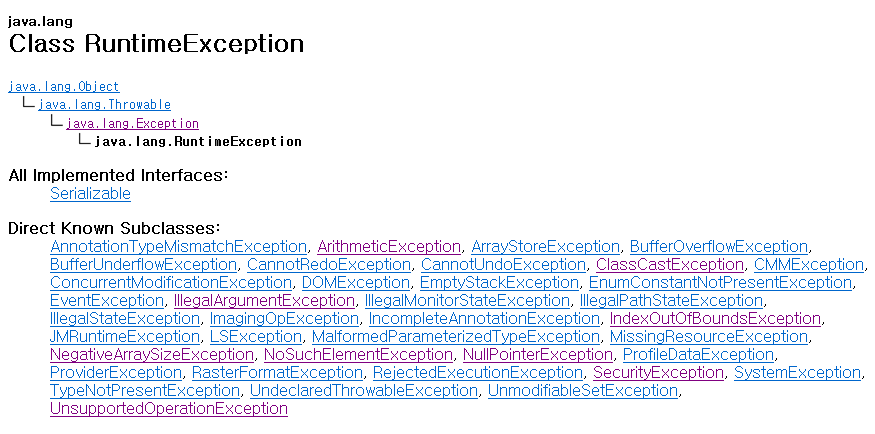 java.lang
Class RuntimeException
java.lang.Object
java.lang.Throwable
java.lang.Exception
java.lang.RuntimeException
All Implemented Interfaces:
Serializable
Direct Known Subclasses:
AnnotationTypeMismatchException, ArithmeticException, ArrayStoreException, BufferOverflowException,
BufferUnderflowException, CannotRedoException, CannotUndoException, ClassCastException, CMMException,
ConcurrentModificationException, DOMException, EmptyStackException, EnumConstantNotPresentException,
EventException, IllegalArgumentException, IllegalMonitorStateException, IllegalPathStateException,
IllegalStateException, ImagingOpException, IncompleteAnnotationException, IndexOutOfBoundsException,
JMRuntimeException, LSException, MalformedParameterizedTypeException, MissingResourceException,
NegativeArraySizeException, NoSuchElementException, NullPointerException, ProfileDataException,
ProviderException, RasterFormatException, RejectedExecutionException, SecurityException, SystemException,
TypeNotPresentException, UndeclaredThrowableException, UnmodifiableSetException,
UnsupportedOperationException